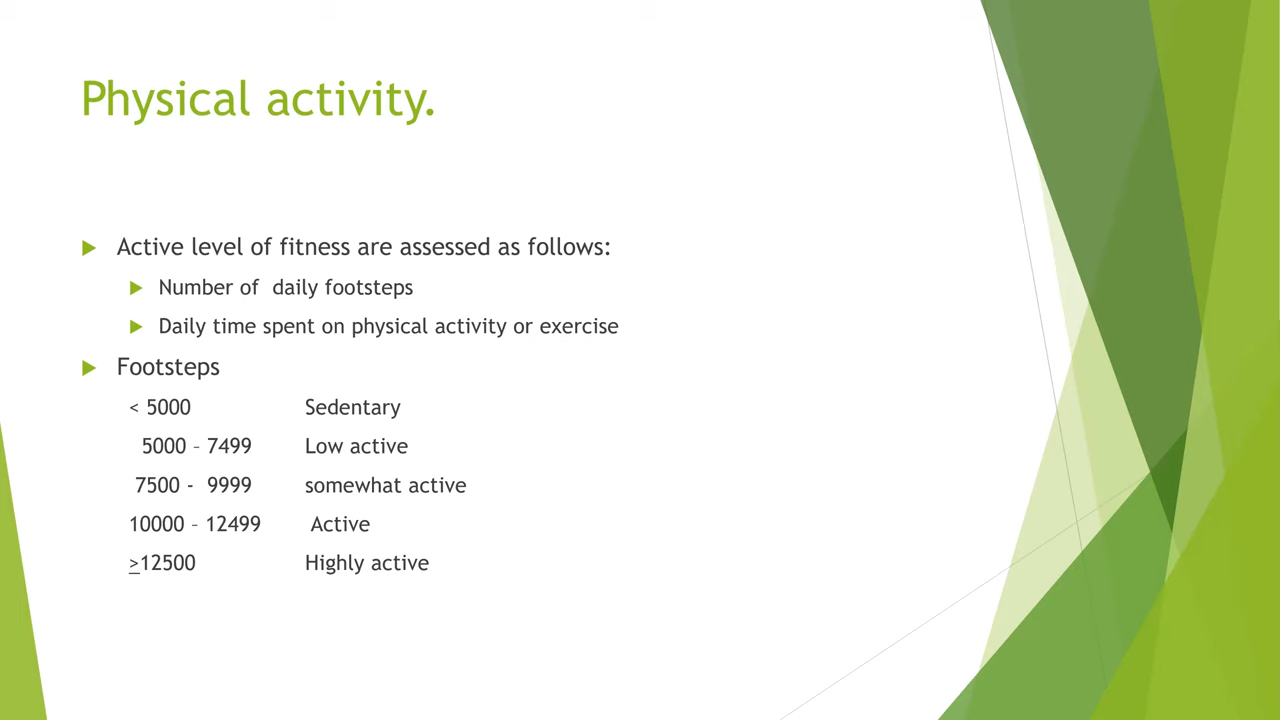 Physical activity.
Active level of fitness are assessed as follows:
Number of  daily footsteps
Daily time spent on physical activity or exercise
Footsteps
< 5000 Sedentary
5000 – 7499 Low active
7500 -  9999 somewhat active
10000 – 12499 Active
≥12500 Highly active